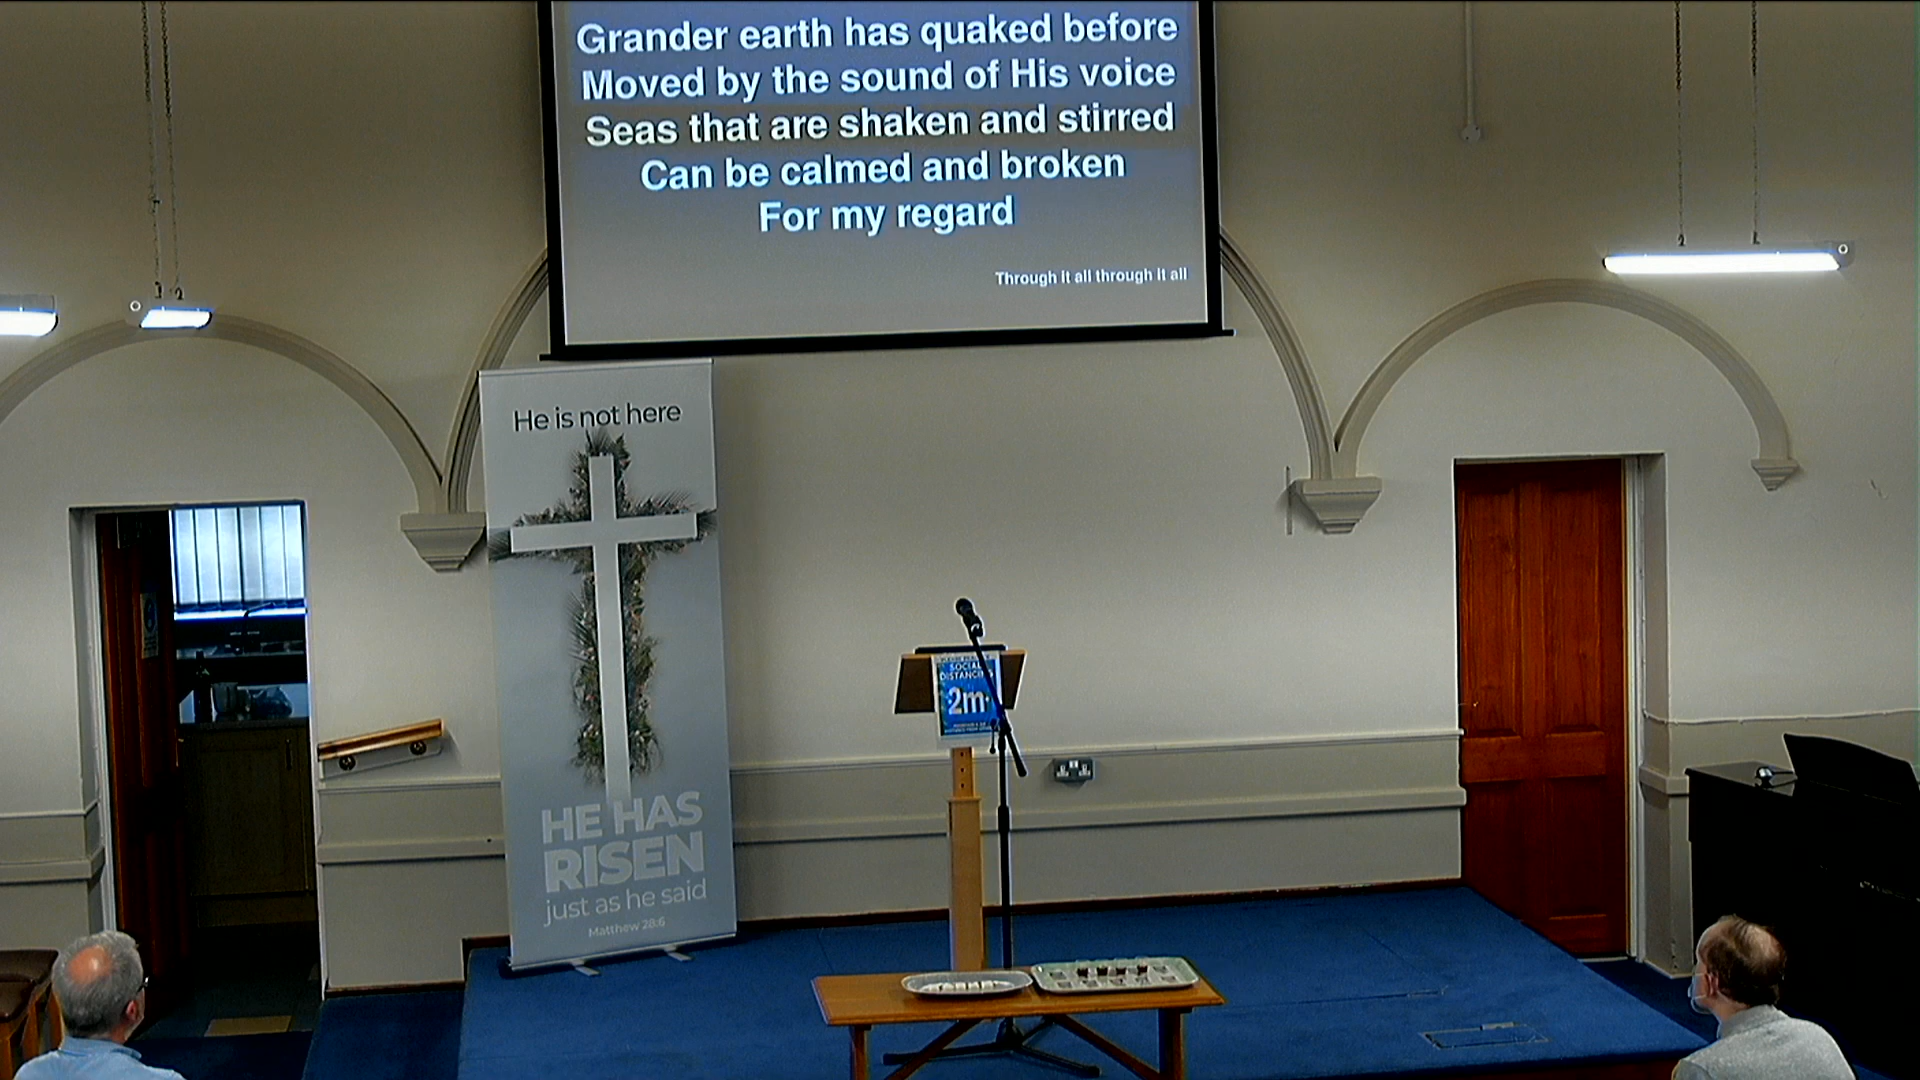 Grander earth has quaked before
Moved by the sound of His voice
Seas that are shaken and stirred
Can be calmed and broken
For my regard
Through it all through it all
He is not here
HE HAS
RISEN
just as he said
Matthew 28:6
SOCIAL
DISTANCING
2m